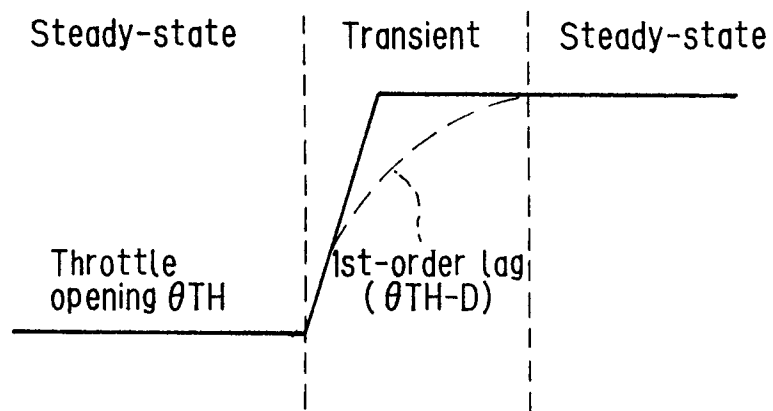 Steady-state
Transient
Steady-state
Throttle
opening θTH
1st-order lag
(θTH-D)